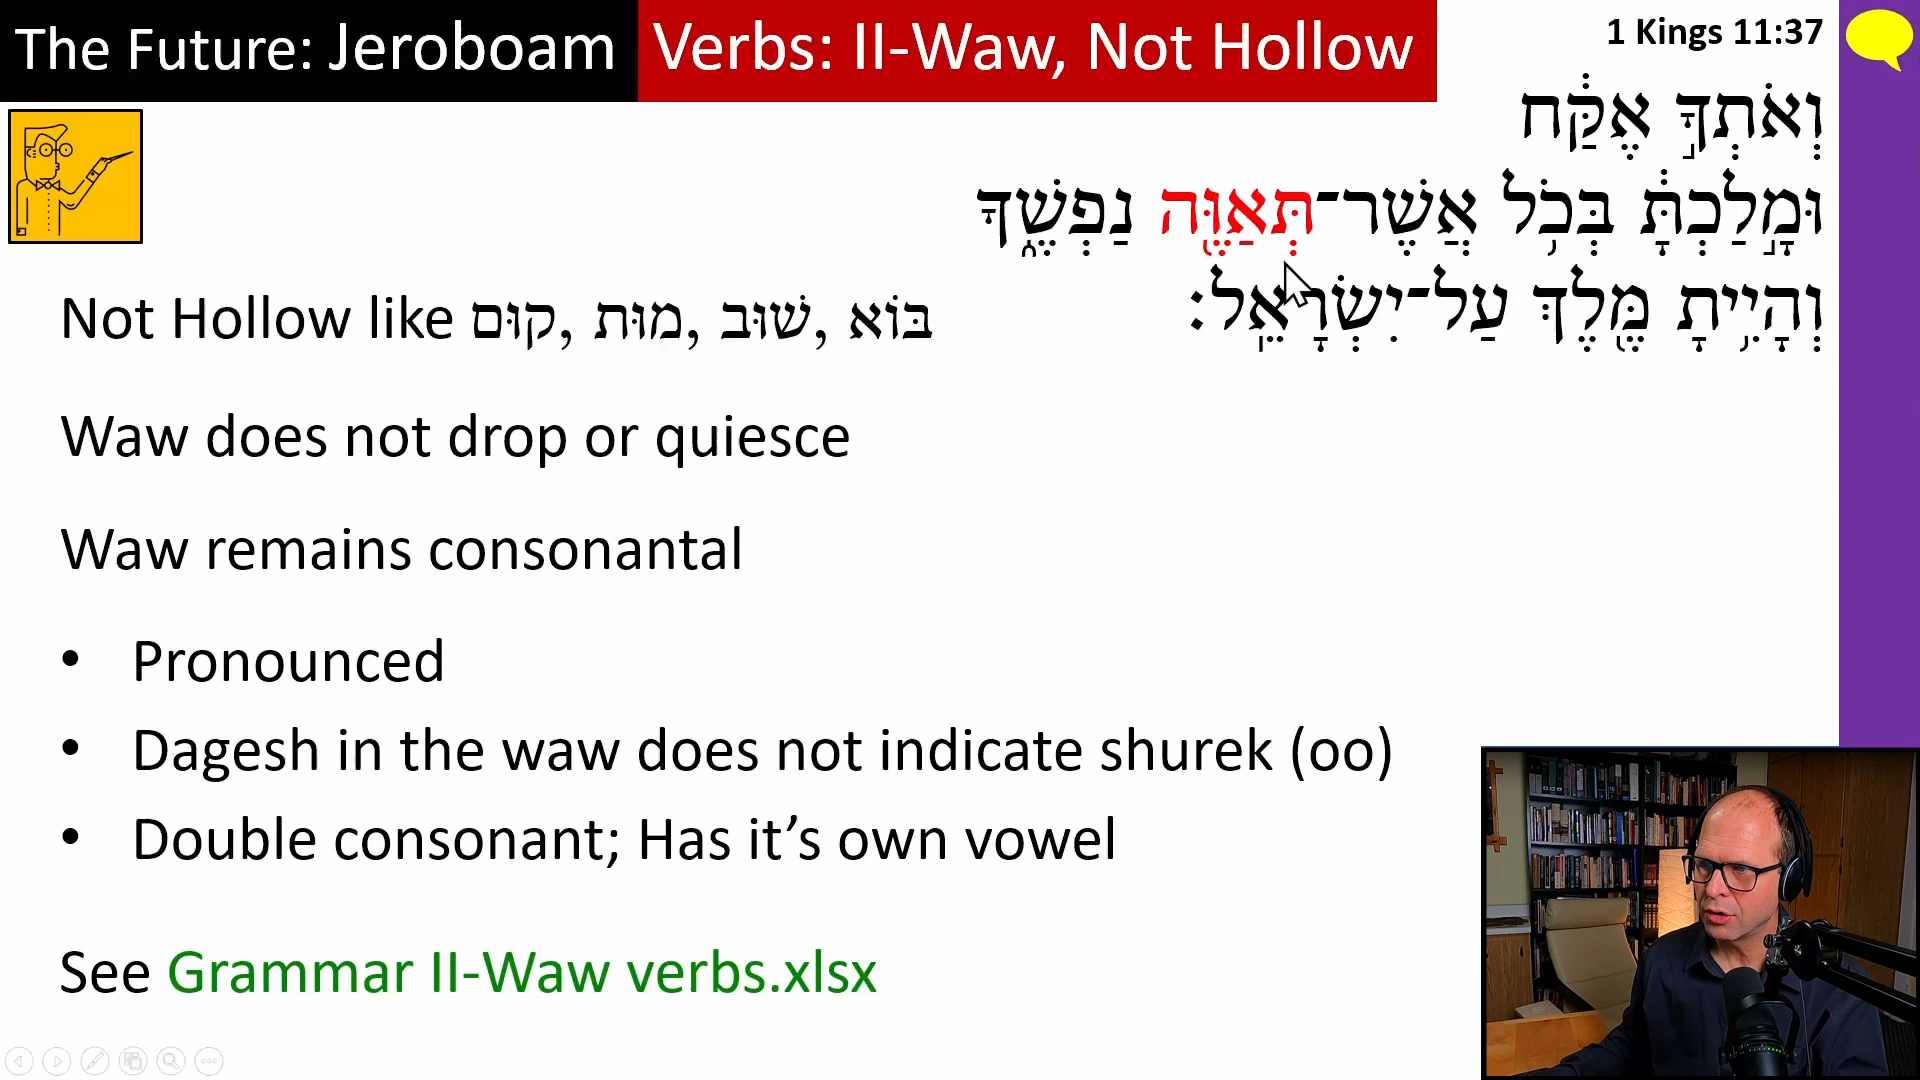 The Future: Jeroboam Verbs: II-Waw, Not Hollow
1 Kings 11:37
וְאֹתְךָ֣ אֶקַּ֔ח
וּמָֽלַכְתָּ֔ בְּכֹ֥ל אֲשֶׁר־תְּאַוֶּ֖ה נַפְשֶׁ֑ךָ
וְהָיִ֥יתָ מֶּ֖לֶךְ עַל־יִשְׂרָאֵֽל׃
Not Hollow like קוּם, מוּת, שׁוּב, בּוֹא
Waw does not drop or quiesce
Waw remains consonantal
• Pronounced
• Dagesh in the waw does not indicate shurek (oo)
• Double consonant; Has it’s own vowel
See Grammar II-Waw verbs.xlsx